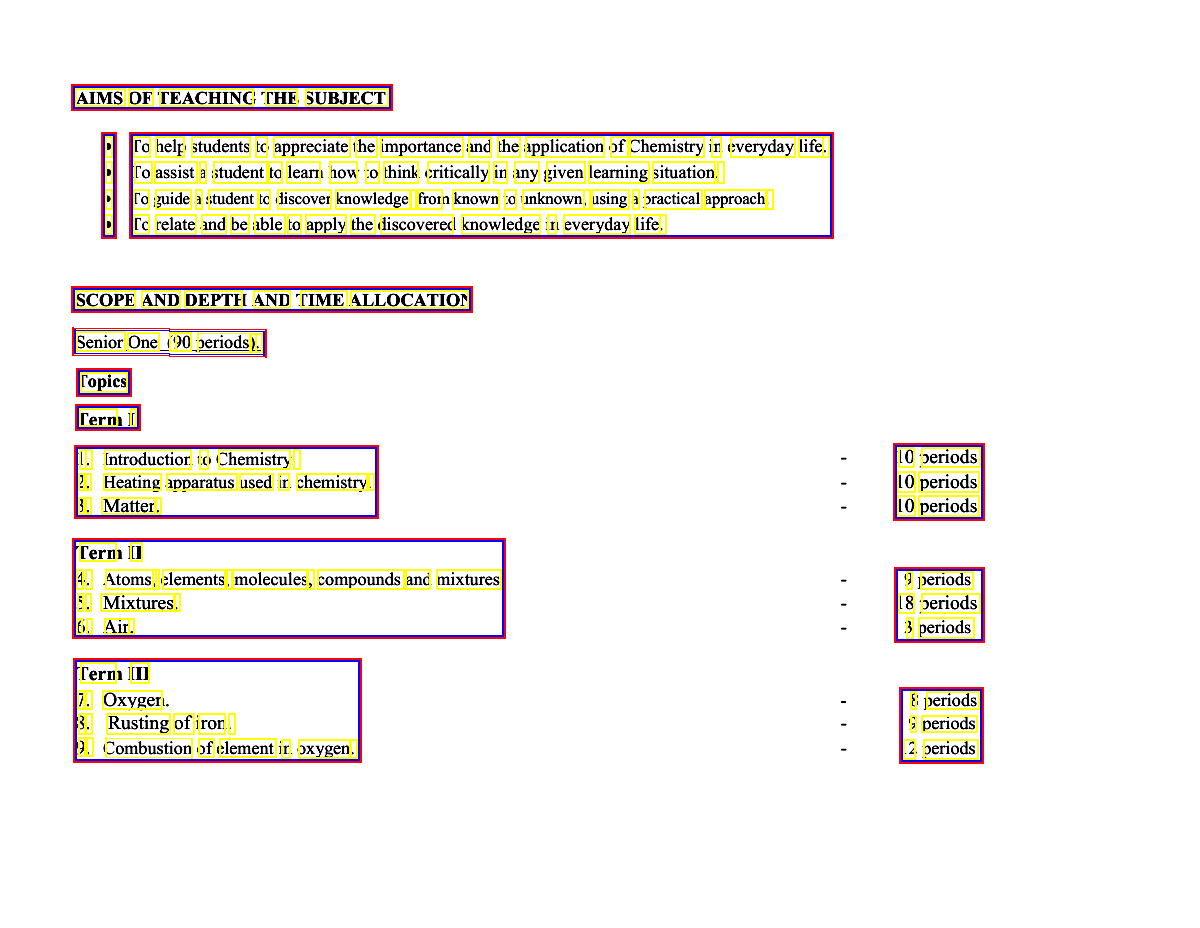 AIMS OF TEACHING THE SUBJECT
• To help students to appreciate the importance and the application of Chemistry in everyday life.
• To assist a student to learn how to think critically in any given learning situation.
• To guide a student to discover knowledge from known to unknown, using a practical approach
• To relate and be able to apply the discovered knowledge in everyday life.
SCOPE AND DEPTH AND TIME ALLOCATION
Senior One (90 periods).
Topics
Term I
1. Introduction to Chemistry - 10 periods
2. Heating apparatus used in chemistry. - 10 periods
3. Matter. - 10 periods
Term II
4. Atoms, elements, molecules, compounds and mixtures - 9 periods
5. Mixtures. - 18 periods
6. Air. - 3 periods
Term III
7. Oxygen. - 8 periods
8. Rusting of iron. - 9 periods
9. Combustion of element in oxygen. - 12 periods